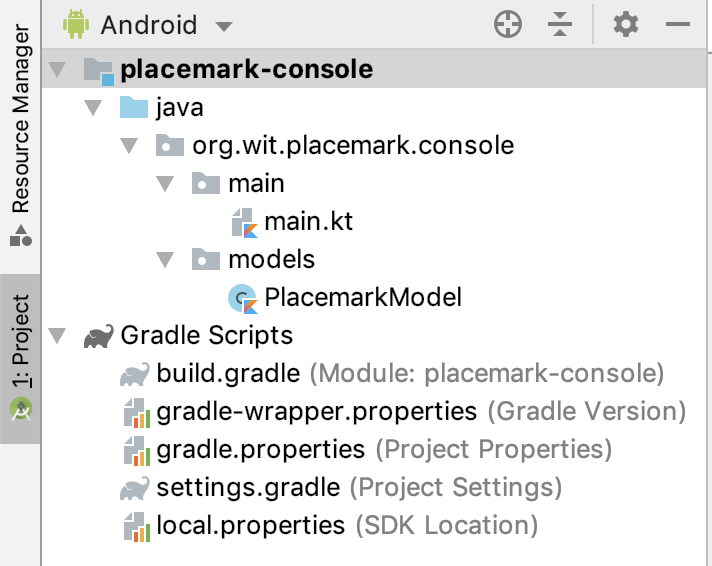 Android
Resource Manager
1: Project
placemark-console
java
org.wit.placemark.console
main
main.kt
models
PlacemarkModel
Gradle Scripts
build.gradle (Module: placemark-console)
gradle-wrapper.properties (Gradle Version)
gradle.properties (Project Properties)
settings.gradle (Project Settings)
local.properties (SDK Location)